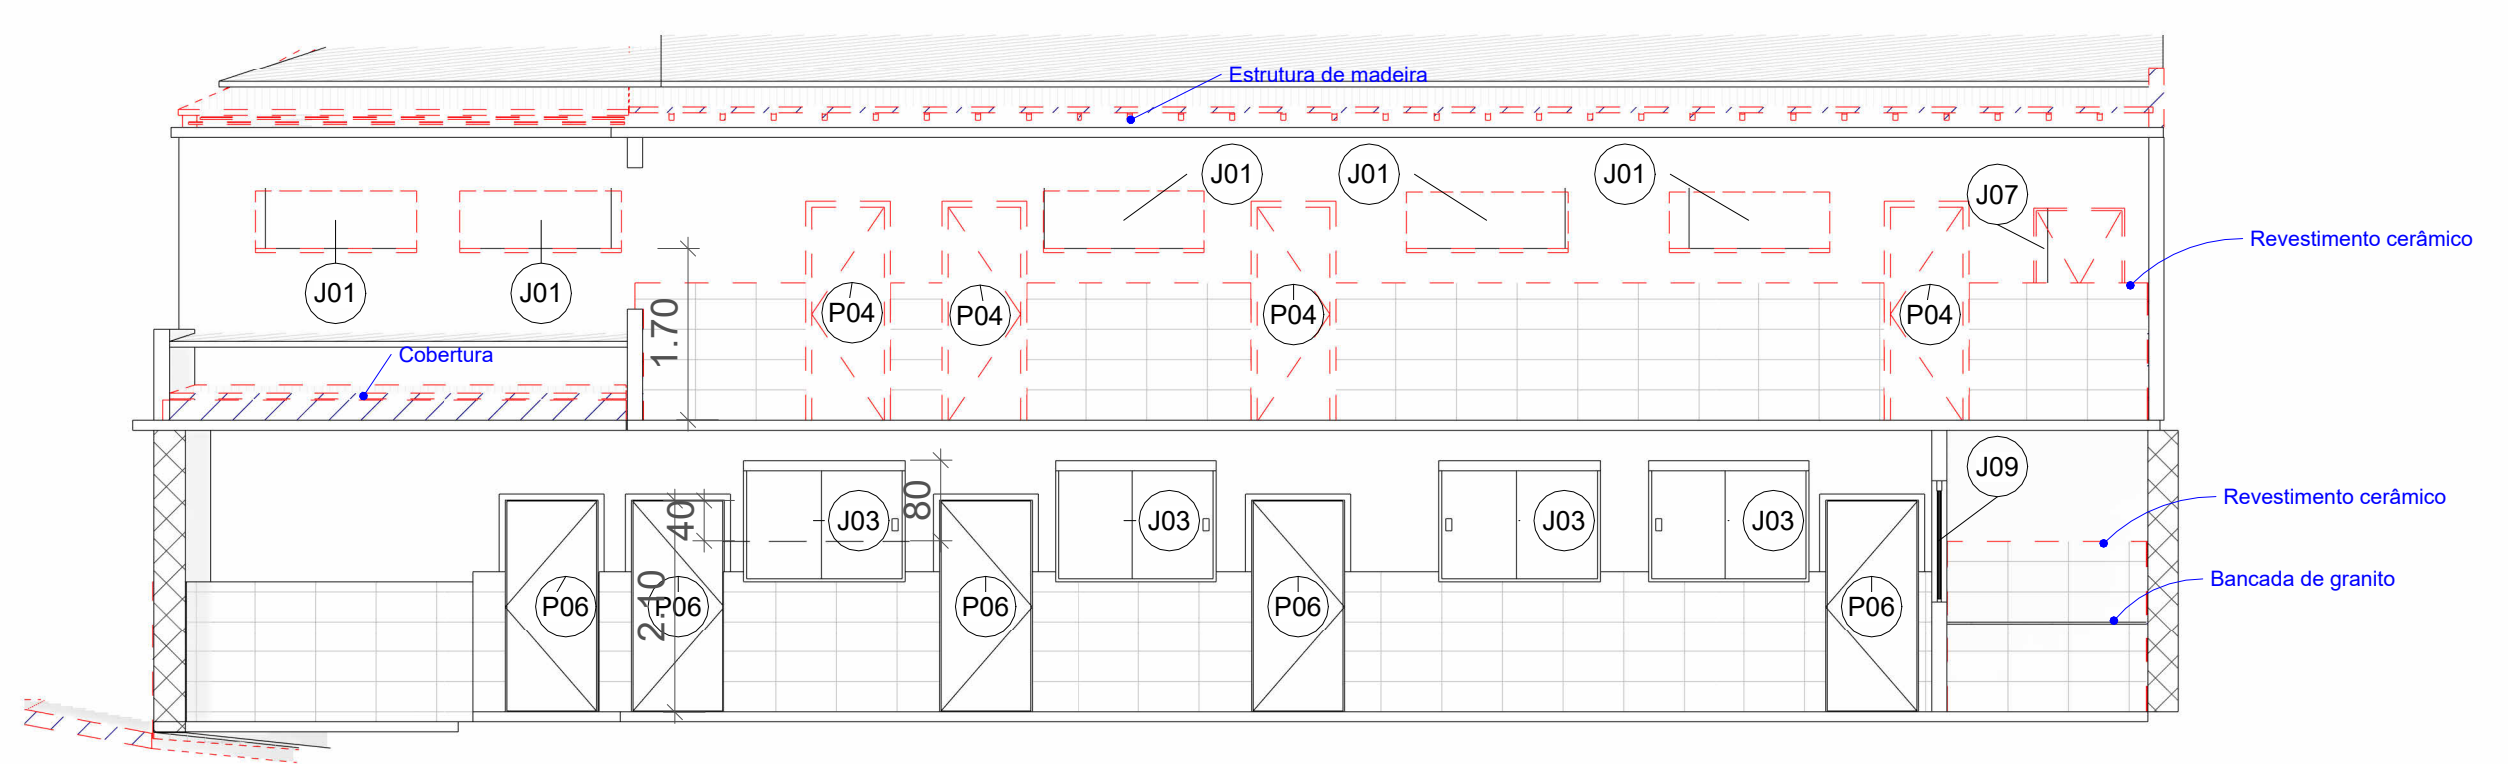 Estrutura de madeira
J01
J01
J01
J07
Revestimento cerâmico
J01
J01
P04
P04
P04
P04
1.70
Cobertura
J09
Revestimento cerâmico
J03
J03
J03
J03
80
40
Bancada de granito
P06
P06
P06
P06
P06
2.10